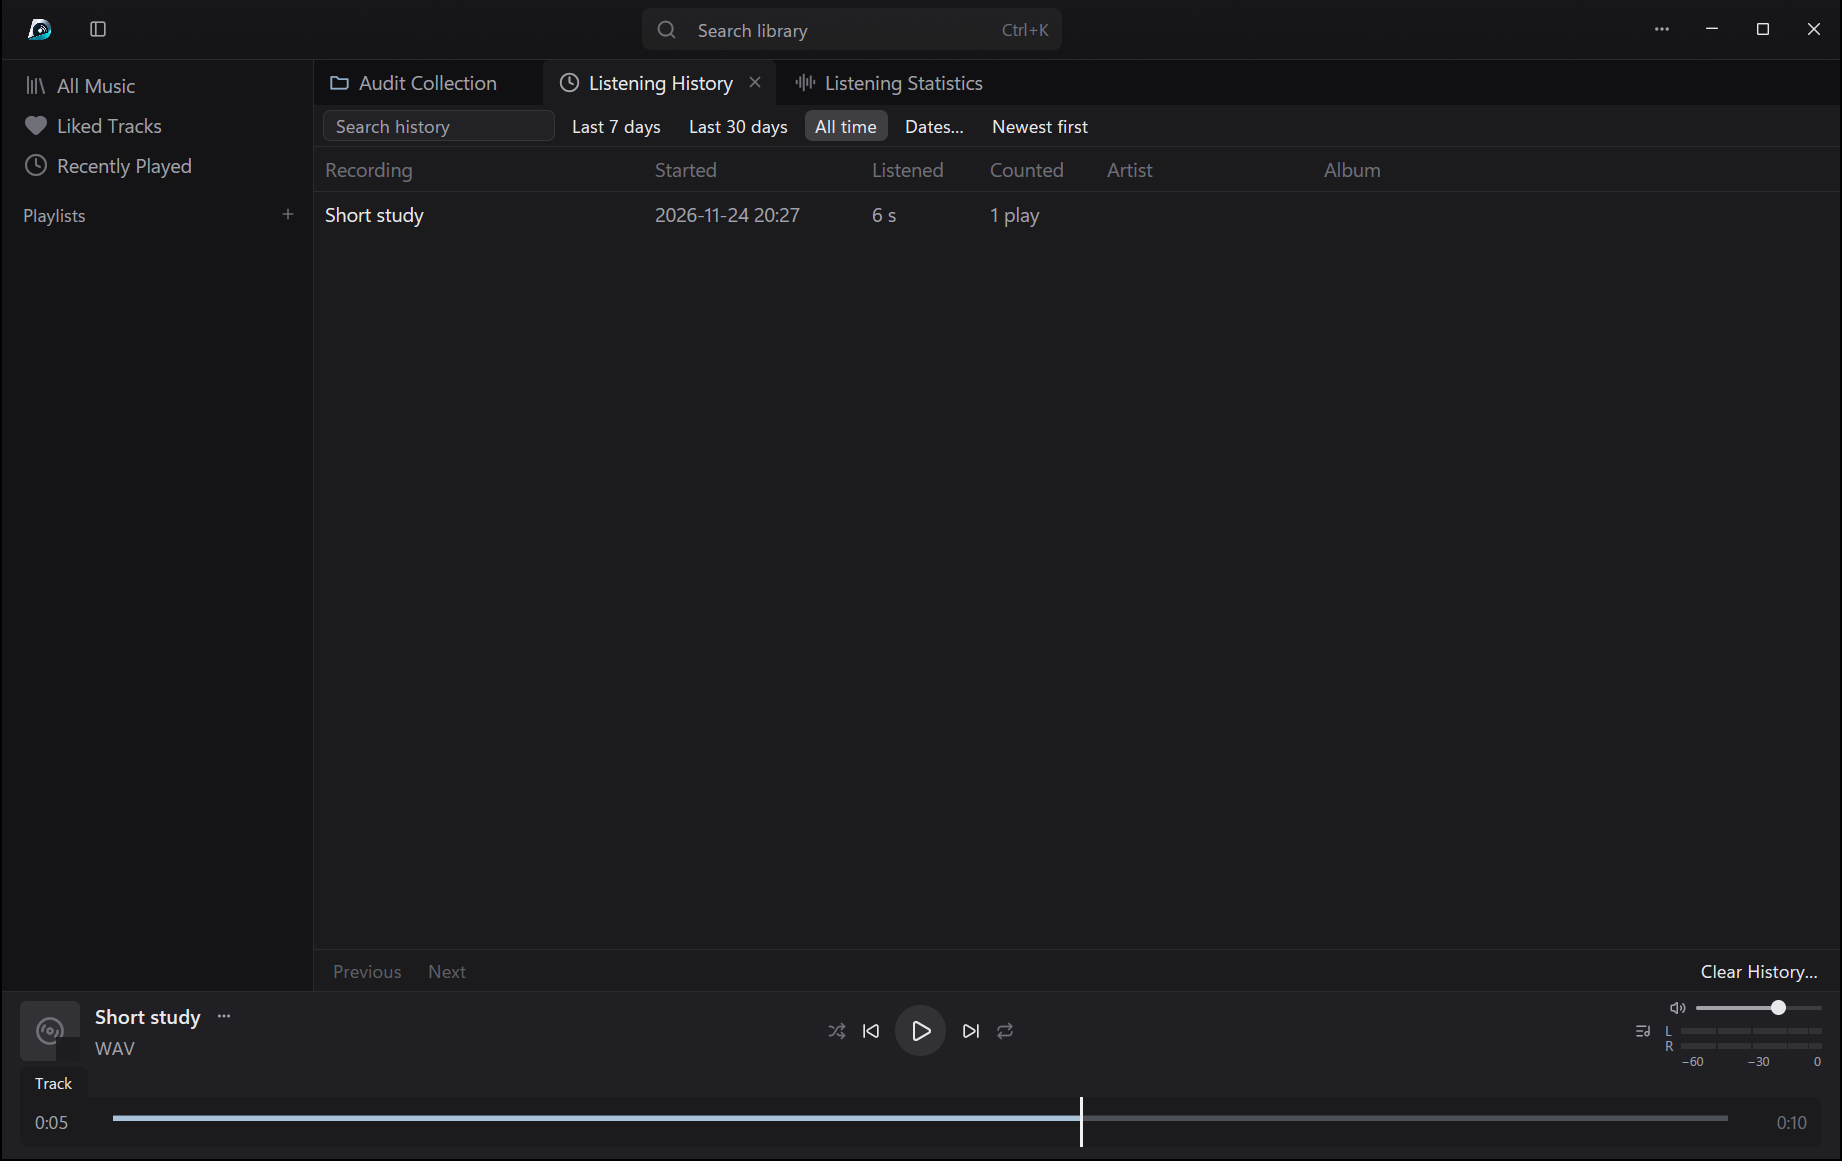 Search library Ctrl+K
All Music
Liked Tracks
Recently Played
Playlists
Audit Collection Listening History Listening Statistics
Search history Last 7 days Last 30 days All time Dates... Newest first
Recording Started Listened Counted Artist Album
Short study 2026-11-24 20:27 6 s 1 play
Previous Next Clear History...
Short study
WAV
L
R
-60 -30 0
Track
0:05 0:10